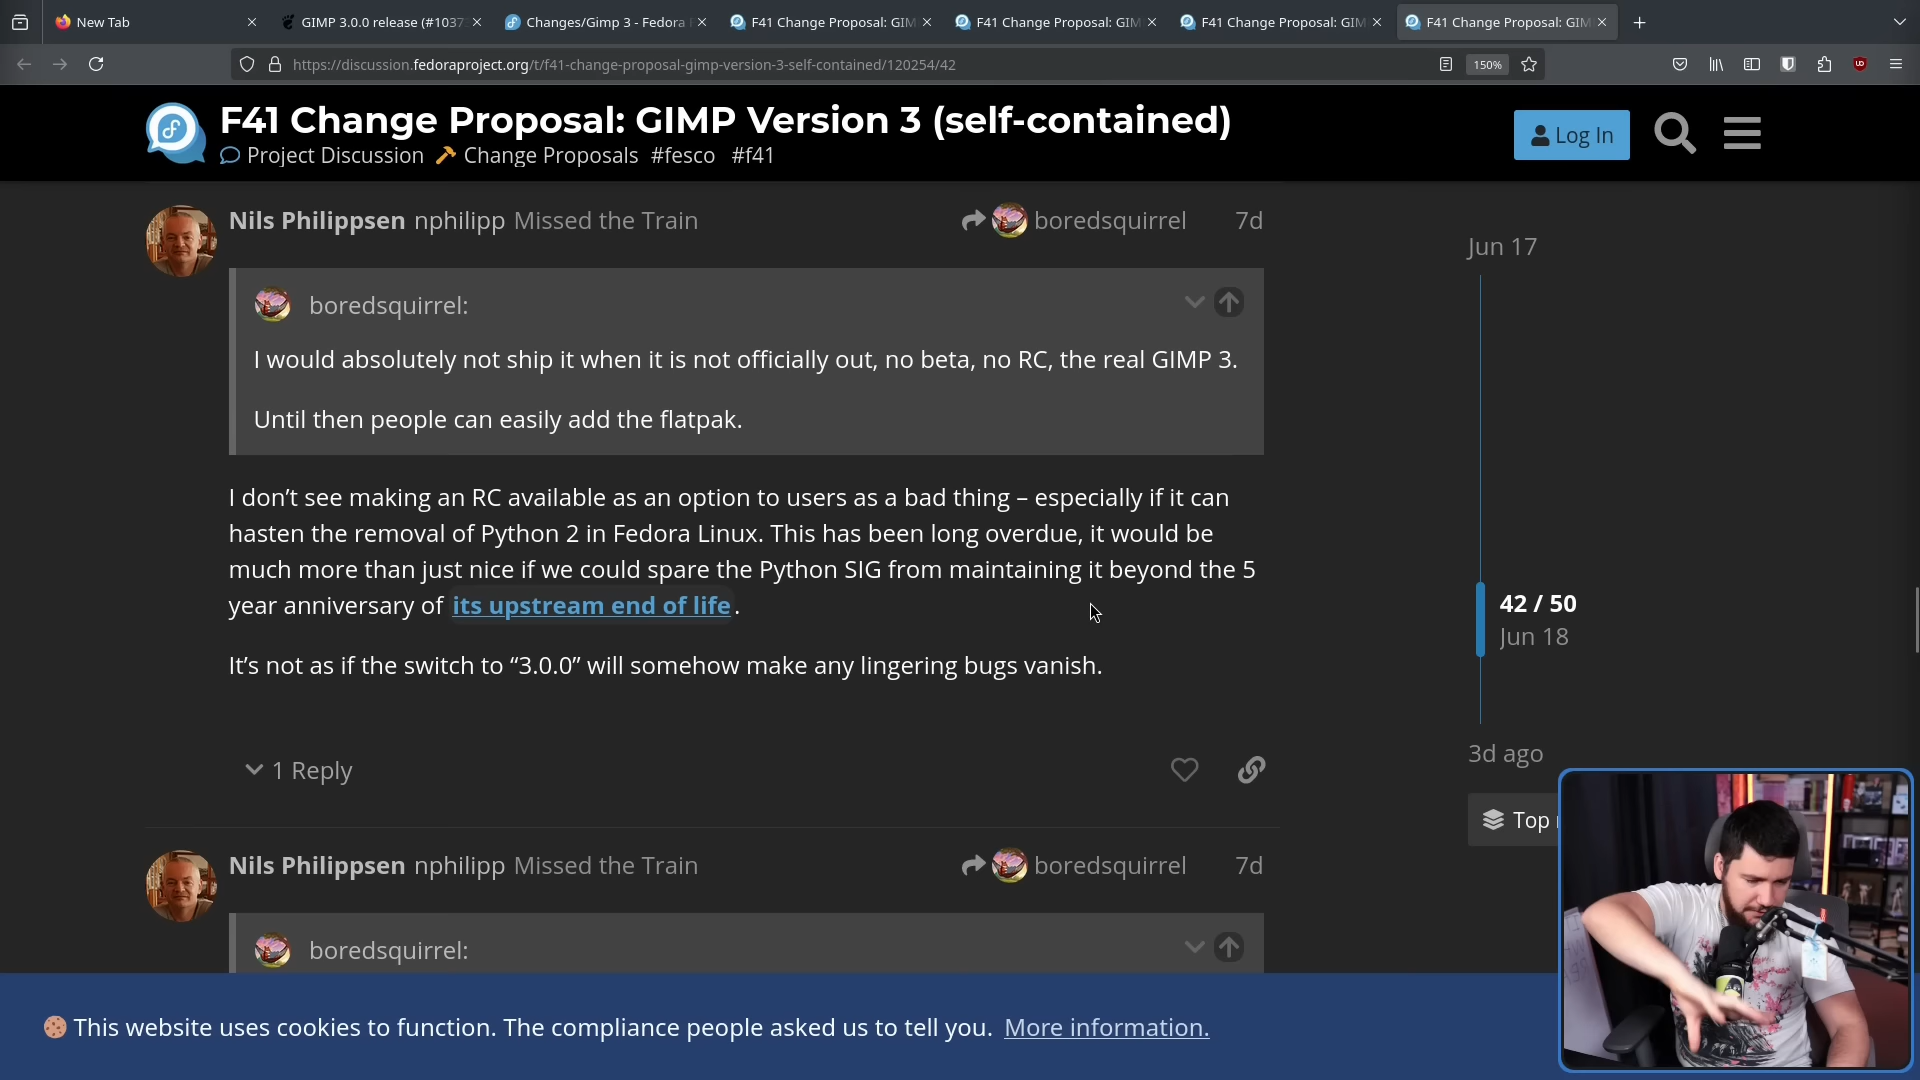 New Tab
GIMP 3.0.0 release (#1037
Changes/Gimp 3 - Fedora
F41 Change Proposal: GIM
F41 Change Proposal: GIM
F41 Change Proposal: GIM
F41 Change Proposal: GIM
https://discussion.fedoraproject.org/t/f41-change-proposal-gimp-version-3-self-contained/120254/42
150%
F41 Change Proposal: GIMP Version 3 (self-contained)
Project Discussion Change Proposals #fesco #f41
Log In
Nils Philippsen nphilipp Missed the Train
boredsquirrel 7d
boredsquirrel:
I would absolutely not ship it when it is not officially out, no beta, no RC, the real GIMP 3.
Until then people can easily add the flatpak.
I don’t see making an RC available as an option to users as a bad thing – especially if it can
hasten the removal of Python 2 in Fedora Linux. This has been long overdue, it would be
much more than just nice if we could spare the Python SIG from maintaining it beyond the 5
year anniversary of its upstream end of life.
It’s not as if the switch to “3.0.0” will somehow make any lingering bugs vanish.
1 Reply
Jun 17
42 / 50
Jun 18
3d ago
Top
Nils Philippsen nphilipp Missed the Train
boredsquirrel 7d
boredsquirrel:
This website uses cookies to function. The compliance people asked us to tell you. More information.